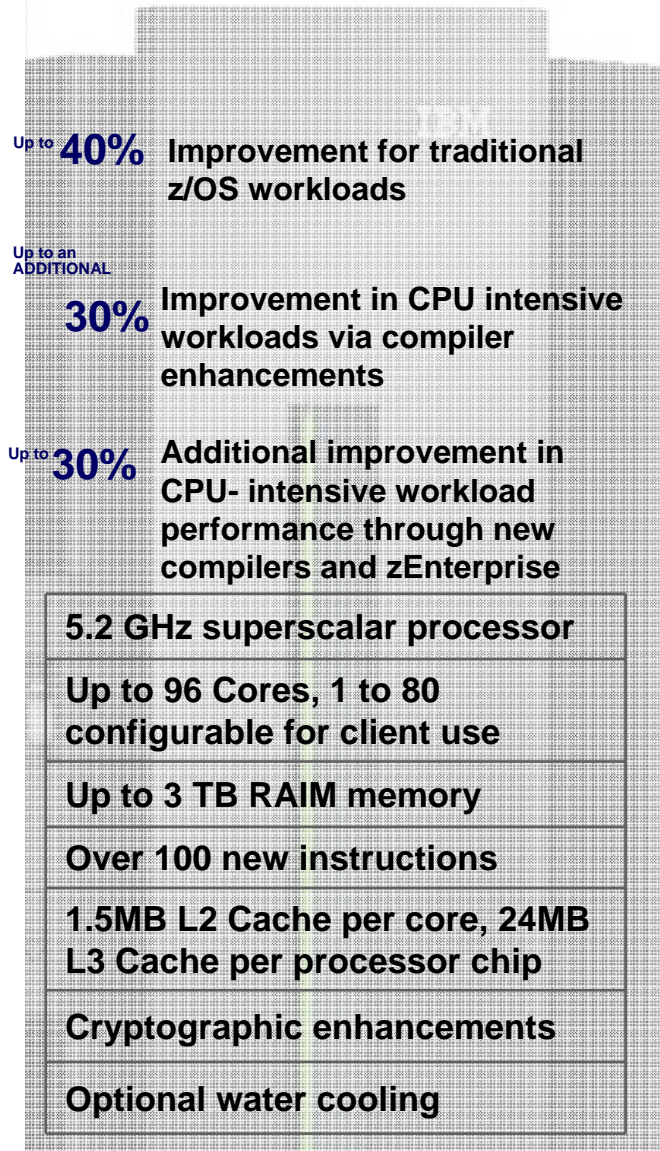 IBM
Up to 40% Improvement for traditional
z/OS workloads
Up to an
ADDITIONAL
30% Improvement in CPU intensive
workloads via compiler
enhancements
Up to 30% Additional improvement in
CPU- intensive workload
performance through new
compilers and zEnterprise
5.2 GHz superscalar processor
Up to 96 Cores, 1 to 80
configurable for client use
Up to 3 TB RAIM memory
Over 100 new instructions
1.5MB L2 Cache per core, 24MB
L3 Cache per processor chip
Cryptographic enhancements
Optional water cooling